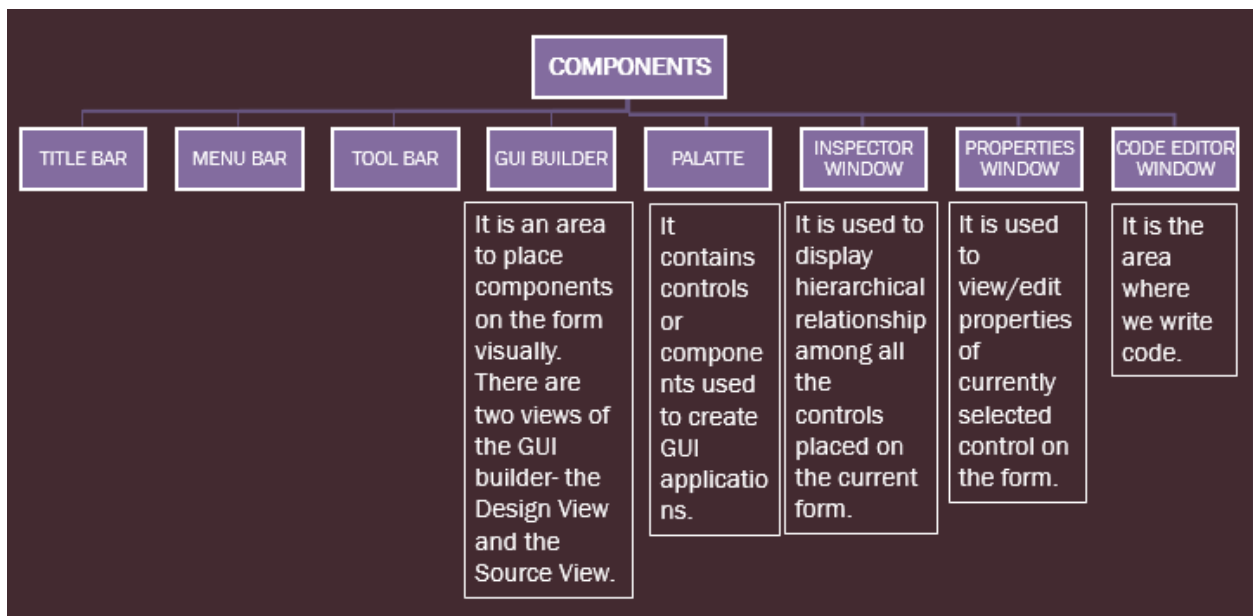 COMPONENTS
TITLE BAR
MENU BAR
TOOL BAR
GUI BUILDER
PALATTE
INSPECTOR
WINDOW
PROPERTIES
WINDOW
CODE EDITOR
WINDOW
It is an area
to place
components
on the form
visually.
There are
two views of
the GUI
builder- the
Design View
and the
Source View.
It
contains
controls
or
compone
nts used
to create
GUI
applicatio
ns.
It is used to
display
hierarchical
relationship
among all
the
controls
placed on
the current
form.
It is used
to
view/edit
properties
of
currently
selected
control on
the form.
It is the
area
where
we write
code.